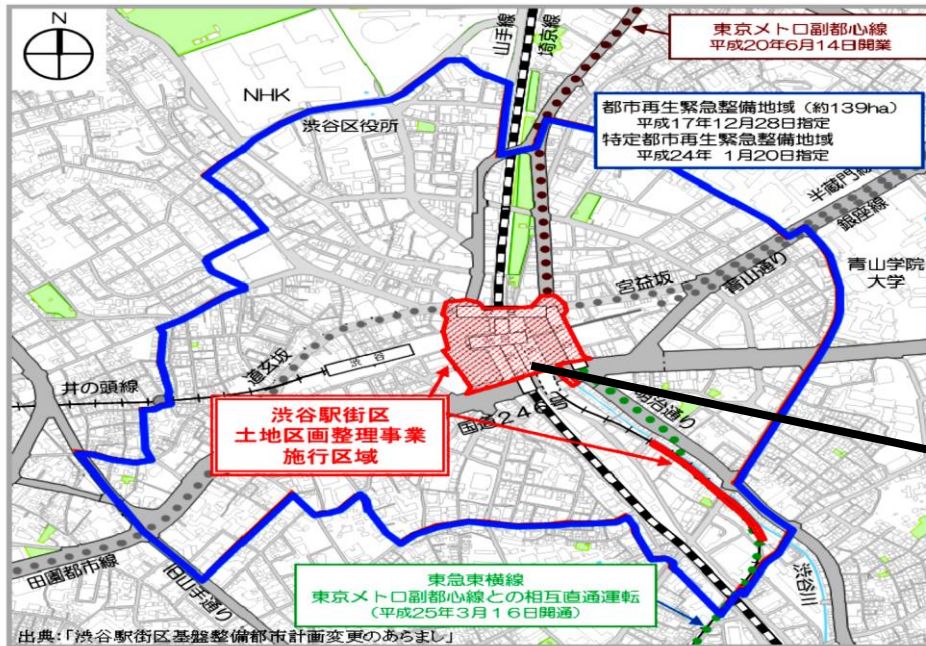 N
山手線
埼京線
東京メトロ副都心線
平成20年6月14日開業
NHK
渋谷区役所
都市再生緊急整備地域（約139ha）
平成17年12月28日指定
特定都市再生緊急整備地域
平成24年 1月20日指定
半蔵門線
銀座線
青山通り
宮益坂
青山学院
大学
道玄坂
渋谷
井の頭線
渋谷駅街区
土地区画整理事業
施行区域
国道246号
明治通り
田園都市線
旧山手通り
東急東横線
東京メトロ副都心線との相互直通運転
（平成25年3月16日開通）
渋谷川
出典：「渋谷駅街区基盤整備都市計画変更のあらまし」